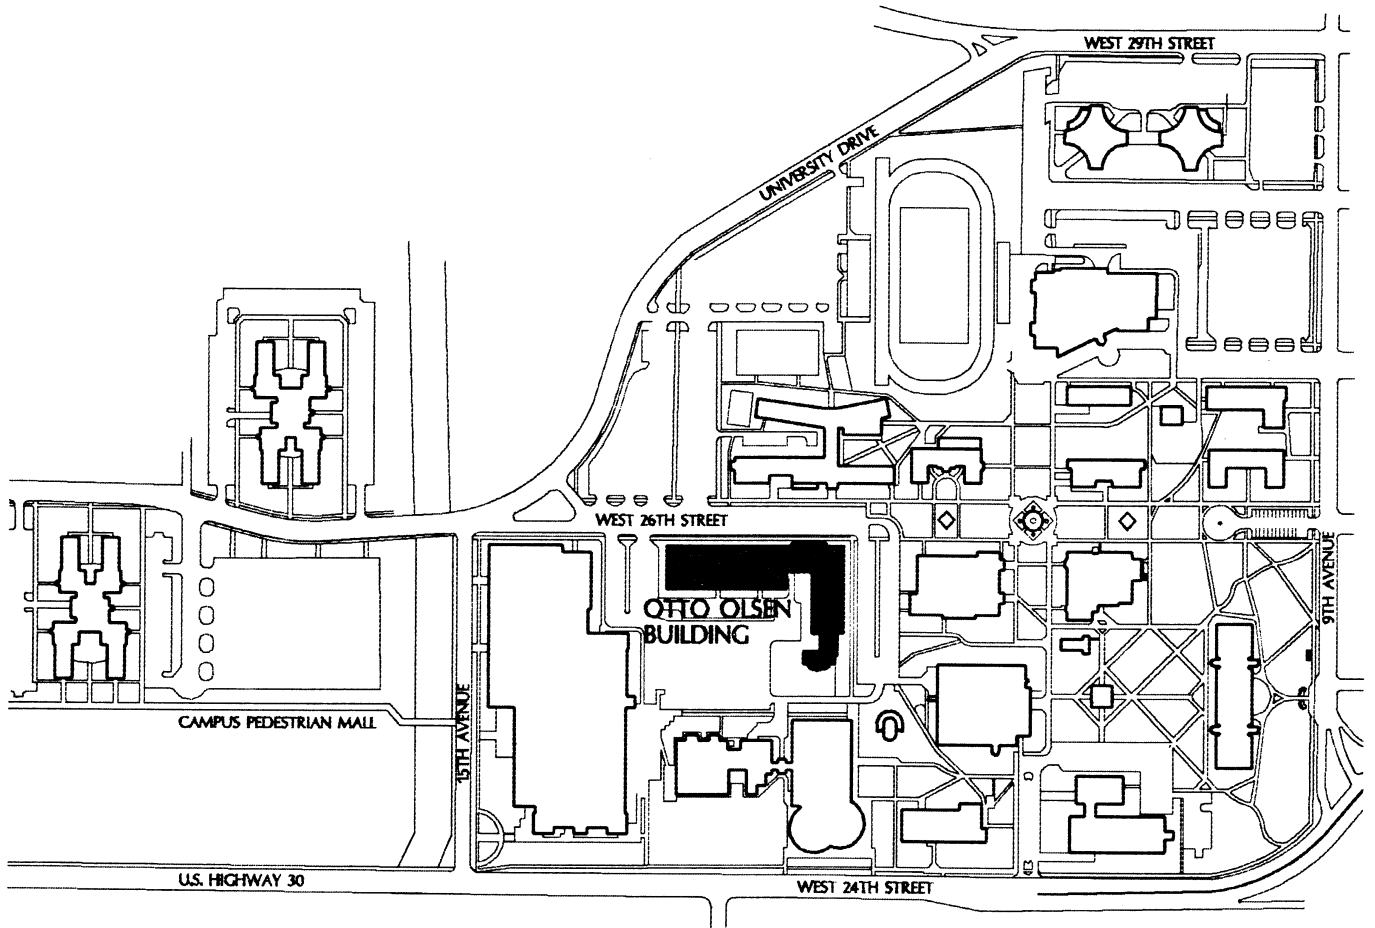 WEST 29TH STREET
UNIVERSITY DRIVE
WEST 26TH STREET
9TH AVENUE
OTTO OLSEN
BUILDING
CAMPUS PEDESTRIAN MALL
15TH AVENUE
U.S. HIGHWAY 30
WEST 24TH STREET